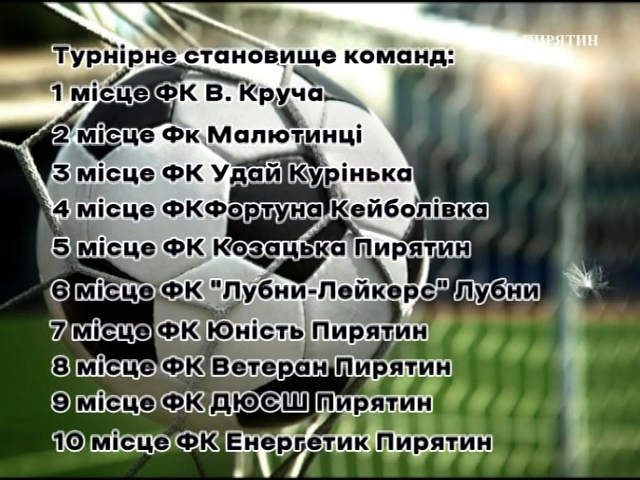 ПИРЯТИН
Турнірне становище команд:
1 місце ФК В. Круча
2 місце Фк Малютинці
3 місце ФК Удай Курінька
4 місце ФКФортуна Кейболівка
5 місце ФК Козацька Пирятин
6 місце ФК "Лубни-Лейкерс" Лубни
7 місце ФК Юність Пирятин
8 місце ФК Ветеран Пирятин
9 місце ФК ДЮСШ Пирятин
10 місце ФК Енергетик Пирятин